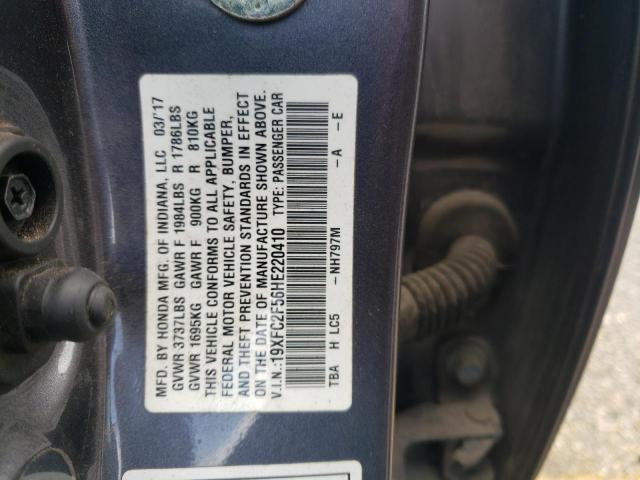 MFD. BY HONDA MFG. OF INDIANA, LLC 03/'17
GVWR 3737LBS GAWR F 1984LBS R 1786LBS
GVWR 1695KG GAWR F 900KG R 810KG
THIS VEHICLE CONFORMS TO ALL APPLICABLE
FEDERAL MOTOR VEHICLE SAFETY, BUMPER,
AND THEFT PREVENTION STANDARDS IN EFFECT
ON THE DATE OF MANUFACTURE SHOWN ABOVE.
V.I.N.:19XFC2F56HE220410 TYPE: PASSENGER CAR
TBA H LC5 - NH797M - A - E